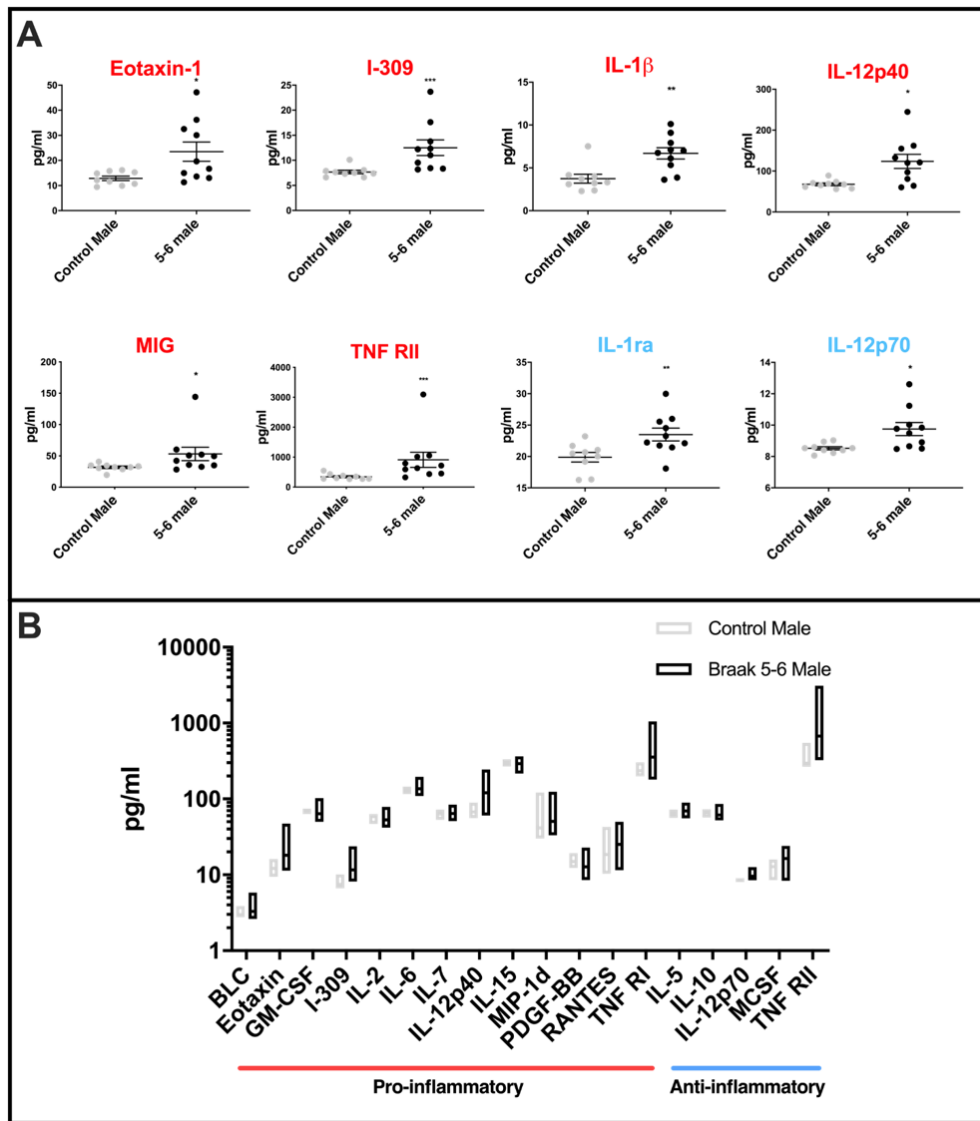 A
Eotaxin-1
I-309
IL-1β
IL-12p40
*
***
**
*
pg/ml
50
40
30
20
10
0
Control Male
5-6 male
pg/ml
25
20
15
10
5
0
Control Male
5-6 male
pg/ml
10
5
0
Control Male
5-6 male
pg/ml
300
200
100
0
Control Male
5-6 male
MIG
TNF RII
IL-1ra
IL-12p70
*
***
**
*
pg/ml
200
150
100
50
0
Control Male
5-6 male
pg/ml
4000
3000
2000
1000
0
Control Male
5-6 male
pg/ml
35
30
25
20
15
Control Male
5-6 male
pg/ml
14
12
10
8
6
Control Male
5-6 male
B
Control Male
Braak 5-6 Male
pg/ml
10000
1000
100
10
1
BLC
Eotaxin
GM-CSF
I-309
IL-2
IL-6
IL-7
IL-12p40
IL-15
MIP-1d
PDGF-BB
RANTES
TNF RI
IL-5
IL-10
IL-12p70
MCSF
TNF RII
Pro-inflammatory
Anti-inflammatory